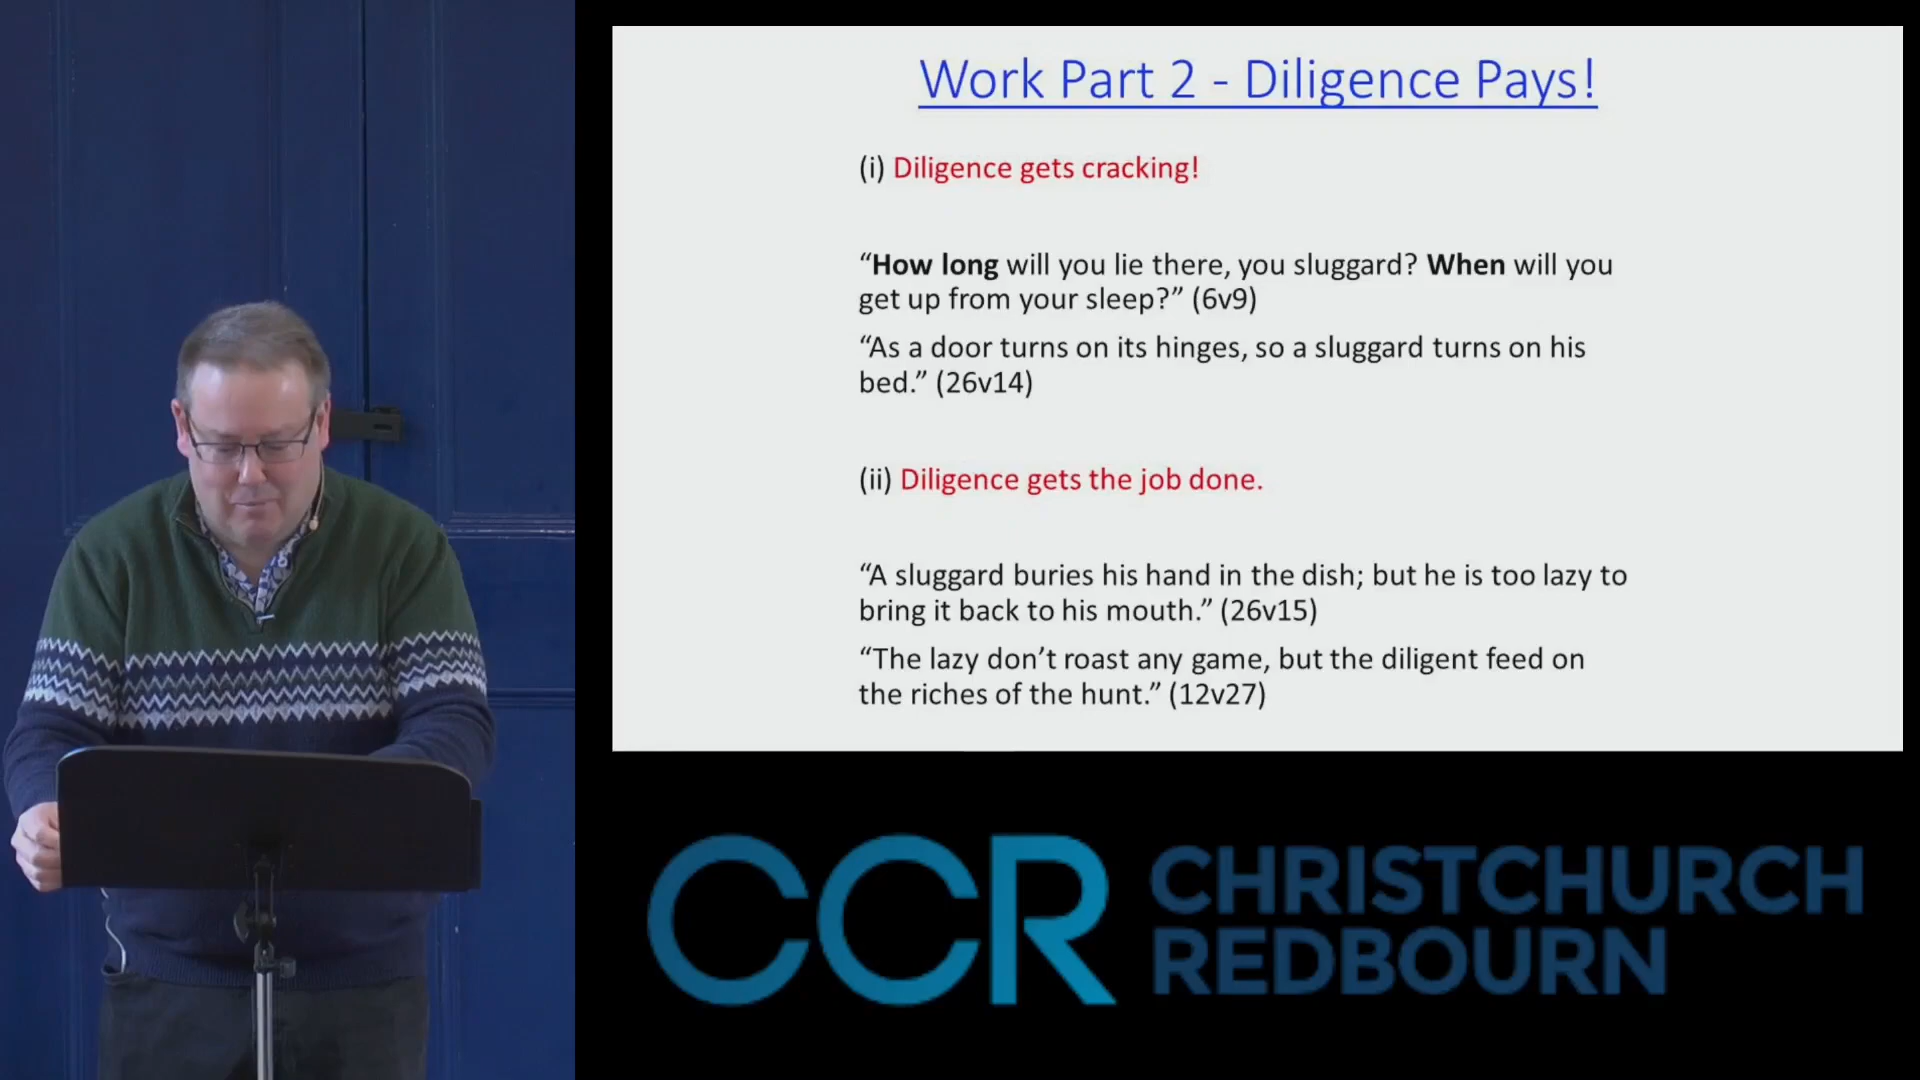 Work Part 2 - Diligence Pays!
(i) Diligence gets cracking!
“How long will you lie there, you sluggard? When will you
get up from your sleep?” (6v9)
“As a door turns on its hinges, so a sluggard turns on his
bed.” (26v14)
(ii) Diligence gets the job done.
“A sluggard buries his hand in the dish; but he is too lazy to
bring it back to his mouth.” (26v15)
“The lazy don’t roast any game, but the diligent feed on
the riches of the hunt.” (12v27)
CCR
CHRISTCHURCH
REDBOURN